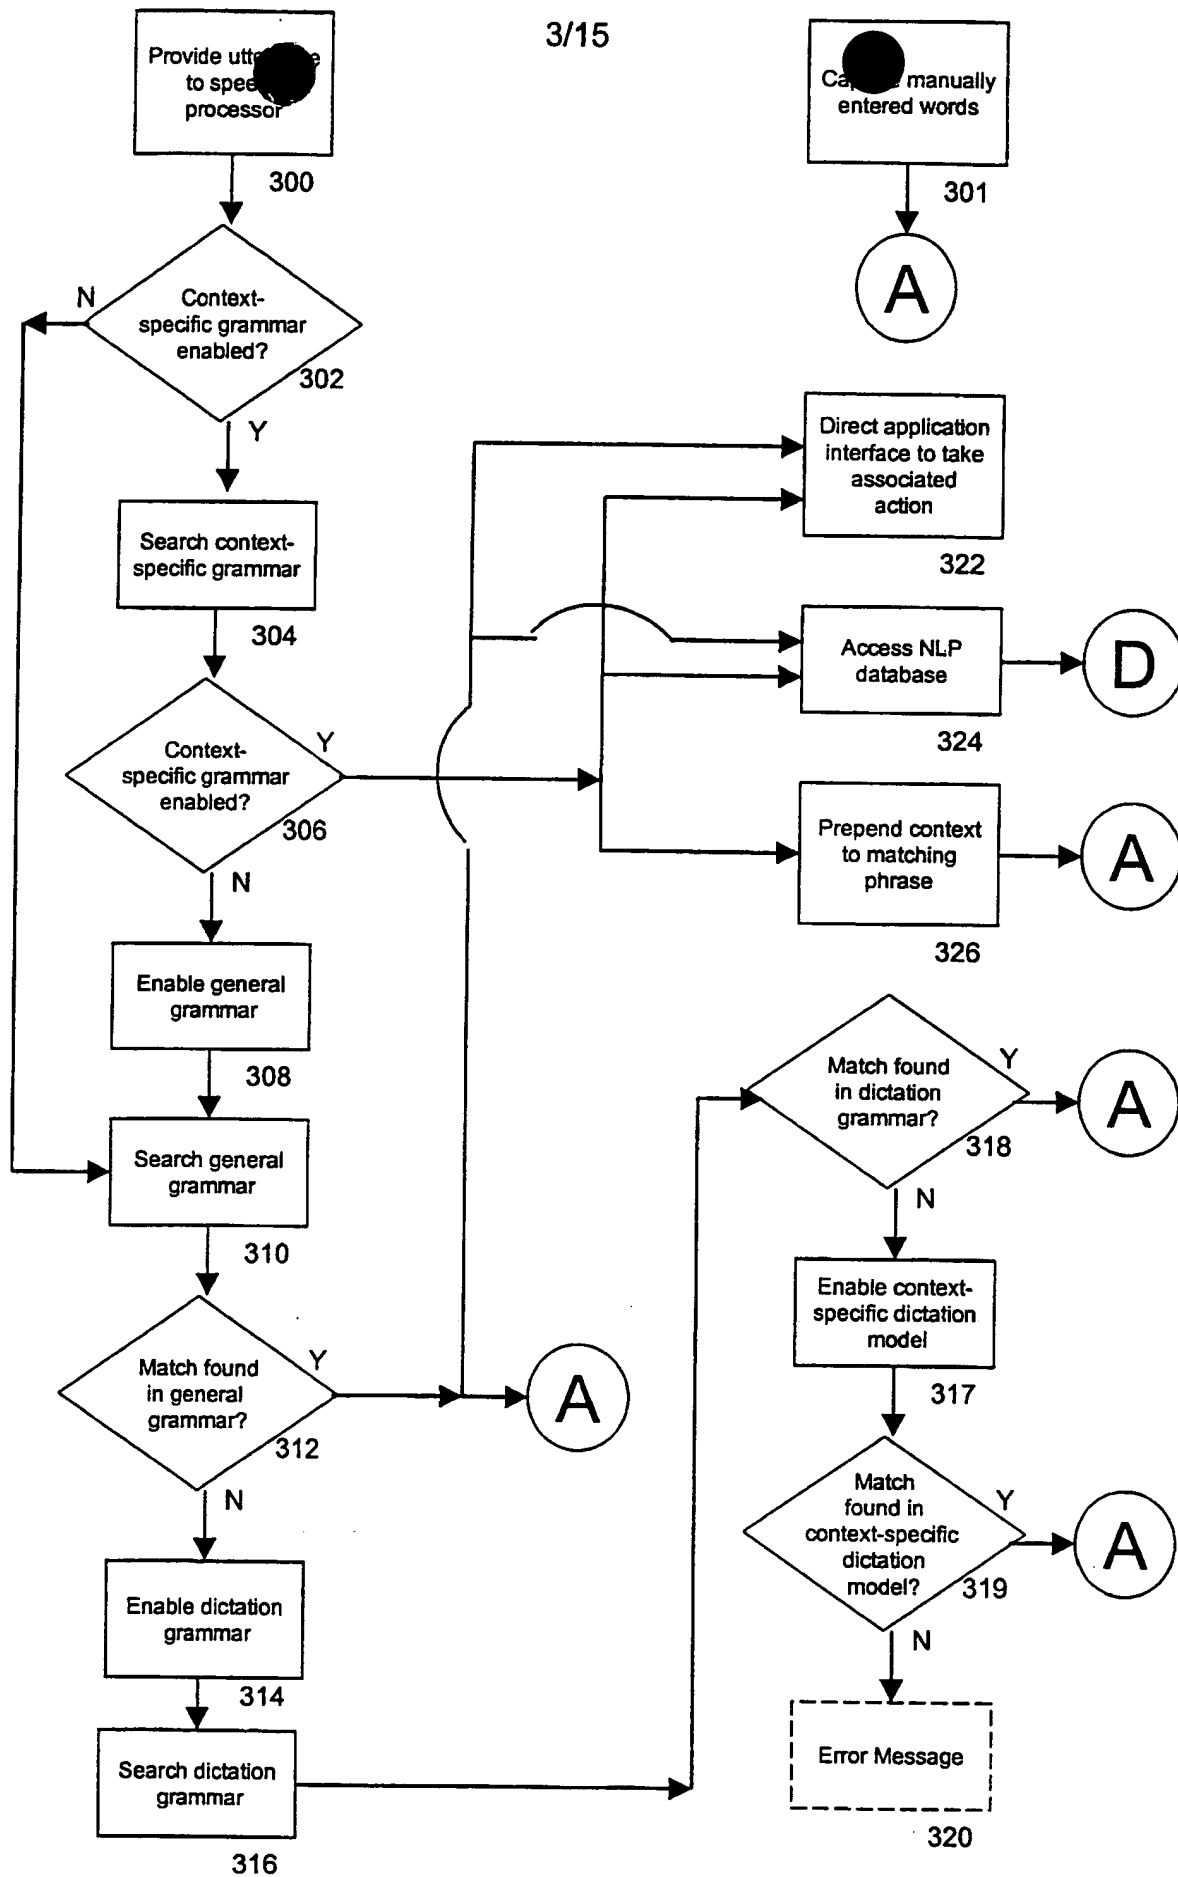 3/15
Provide
to
processor
300
N
Context-
specific grammar
enabled?
302
Y
Search context-
specific grammar
304
Context-
specific grammar
enabled?
306
Y
N
Enable general
grammar
308
Search general
grammar
310
Match found
in general
grammar?
312
Y
A
N
Enable dictation
grammar
314
Search dictation
grammar
316
manually
entered words
301
A
Direct application
interface to take
associated
action
322
Access NLP
database
324
D
Prepend context
to matching
phrase
326
A
Match found
in dictation
grammar?
318
Y
A
N
Enable context-
specific dictation
model
317
Match
found in
context-specific
dictation
model?
319
Y
A
N
Error Message
320